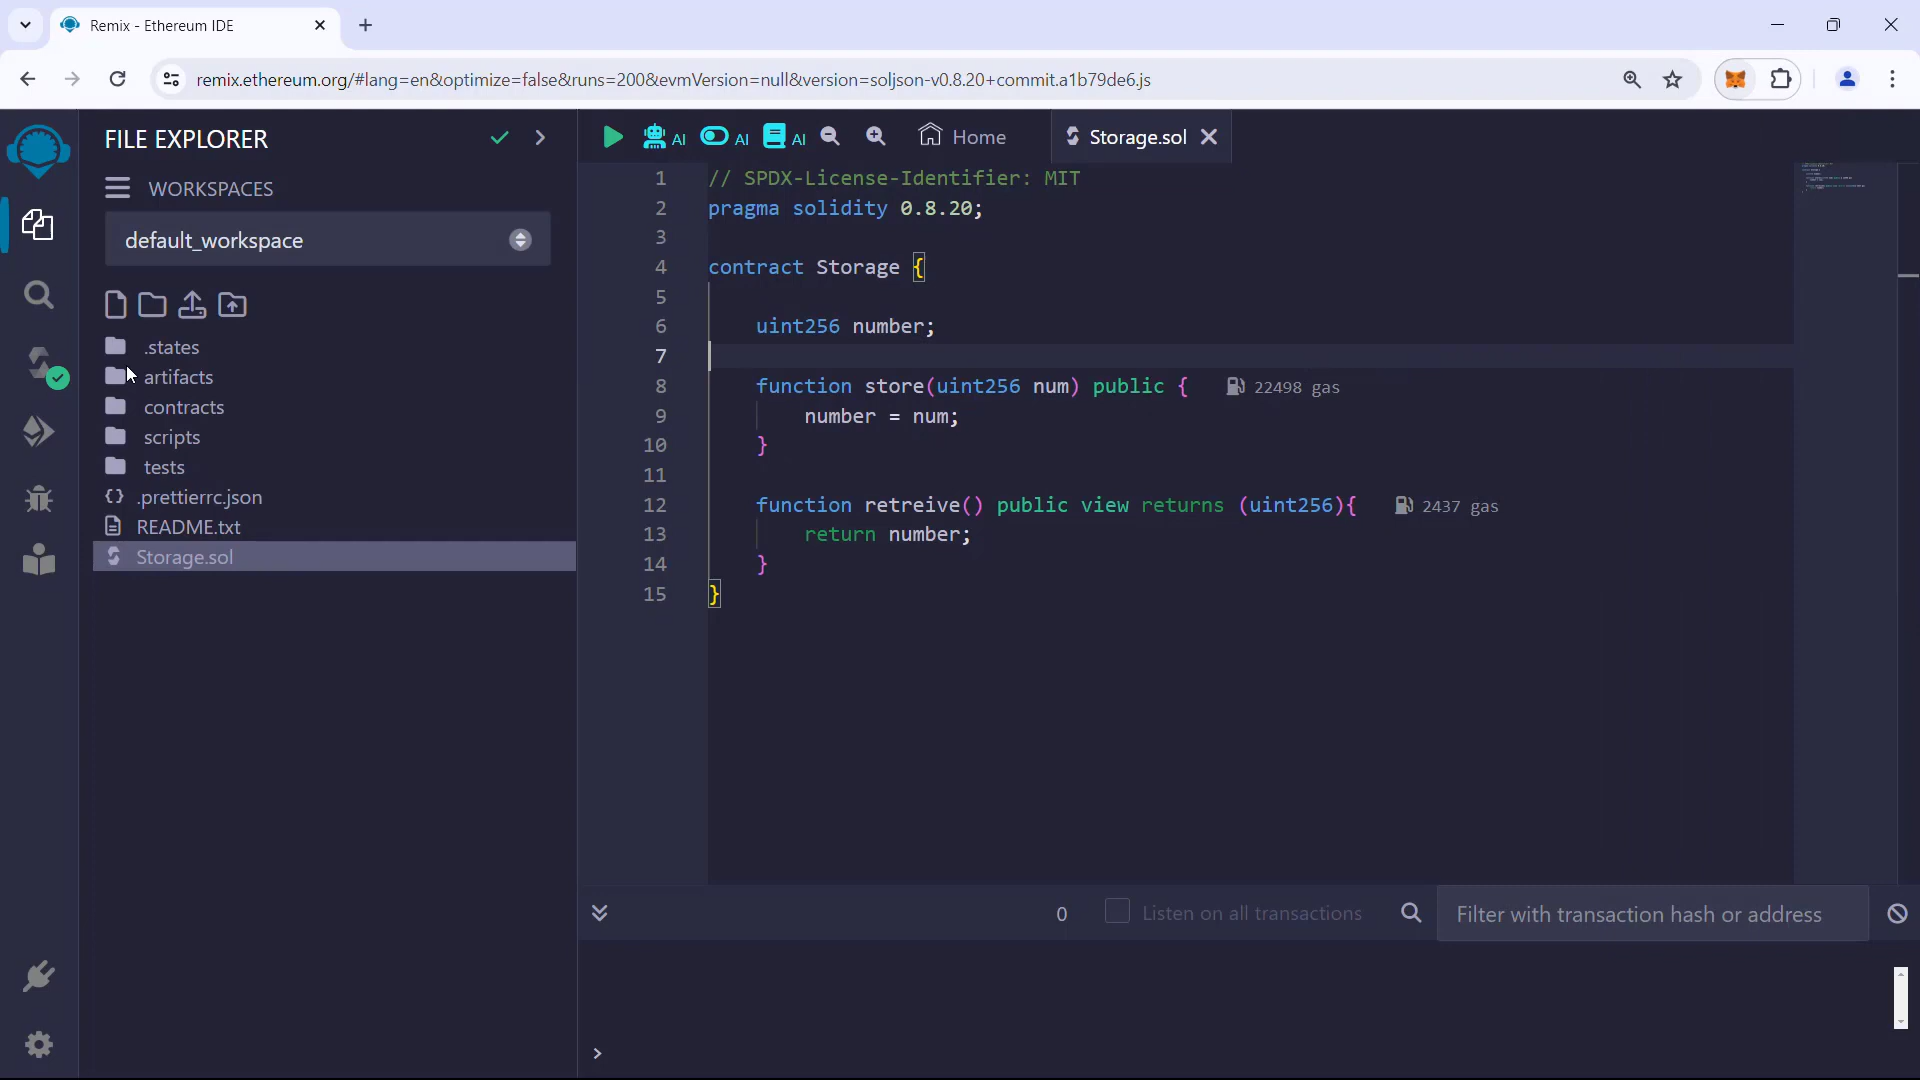 Remix - Ethereum IDE
remix.ethereum.org/#lang=en&optimize=false&runs=200&evmVersion=null&version=soljson-v0.8.20+commit.a1b79de6.js
FILE EXPLORER
WORKSPACES
default_workspace
.states
artifacts
contracts
scripts
tests
.prettierrc.json
README.txt
Storage.sol
AI AI AI Home Storage.sol
1 // SPDX-License-Identifier: MIT
2 pragma solidity 0.8.20;
3
4 contract Storage {
5
6 uint256 number;
7
8 function store(uint256 num) public { 22498 gas
9 number = num;
10 }
11
12 function retreive() public view returns (uint256){ 2437 gas
13 return number;
14 }
15 }
0 Listen on all transactions Filter with transaction hash or address
>